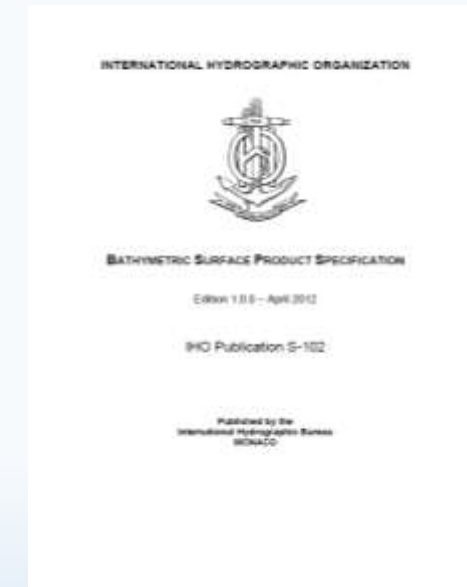 INTERNATIONAL HYDROGRAPHIC ORGANIZATION
BATHYMETRIC SURFACE PRODUCT SPECIFICATION
Edition 1.0.0 – April 2012
IHO Publication S-102
Published by the
International Hydrographic Bureau
MONACO